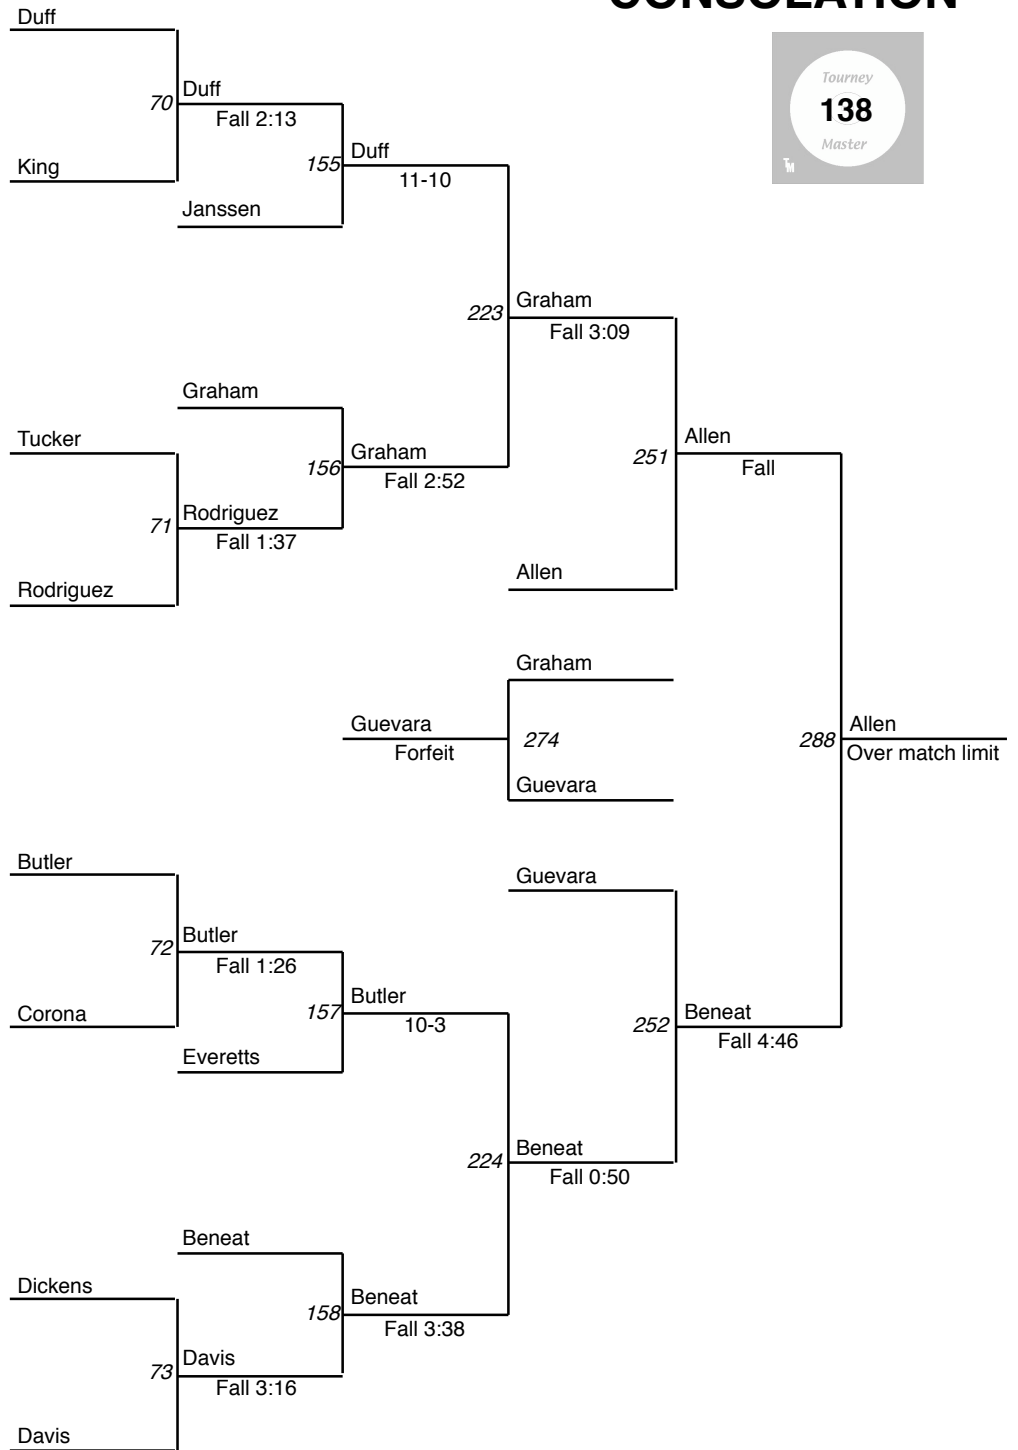 CONSOLATION
Duff
Tourney
138
Master
TM
70
Duff
Fall 2:13
155
Duff
11-10
King
Janssen
223
Graham
Fall 3:09
Graham
Tucker
156
Graham
Fall 2:52
251
Allen
Fall
71
Rodriguez
Fall 1:37
Allen
Rodriguez
Graham
Guevara
Forfeit
274
288
Allen
Over match limit
Guevara
Butler
Guevara
72
Butler
Fall 1:26
157
Butler
10-3
252
Beneat
Fall 4:46
Corona
Everetts
224
Beneat
Fall 0:50
Beneat
Dickens
158
Beneat
Fall 3:38
73
Davis
Fall 3:16
Davis